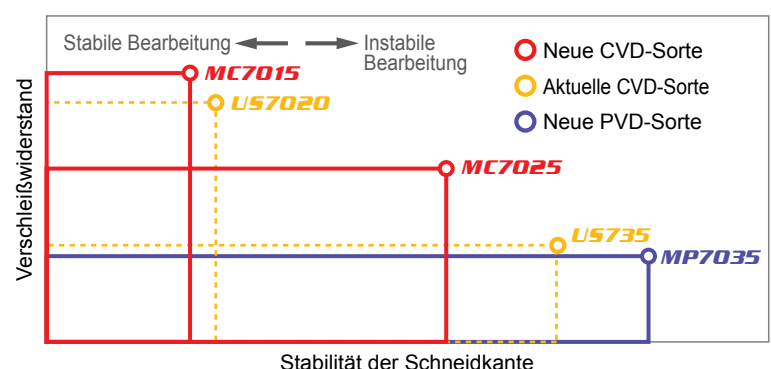 Stabile Bearbeitung
Instabile
Bearbeitung
Neue CVD-Sorte
Aktuelle CVD-Sorte
Neue PVD-Sorte
MC7015
US7020
MC7025
US735
MP7035
Verschleißwiderstand
Stabilität der Schneidkante